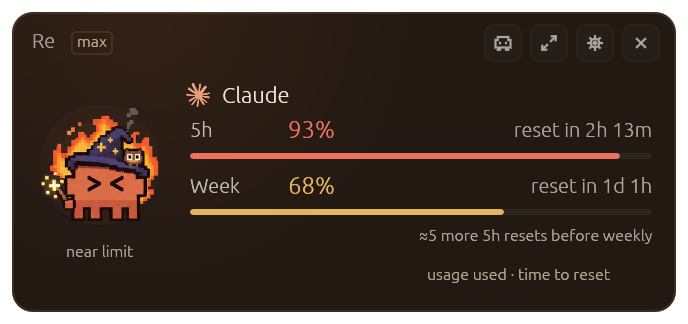 Re max
Claude
5h 93% reset in 2h 13m
Week 68% reset in 1d 1h
≈5 more 5h resets before weekly
near limit
usage used · time to reset